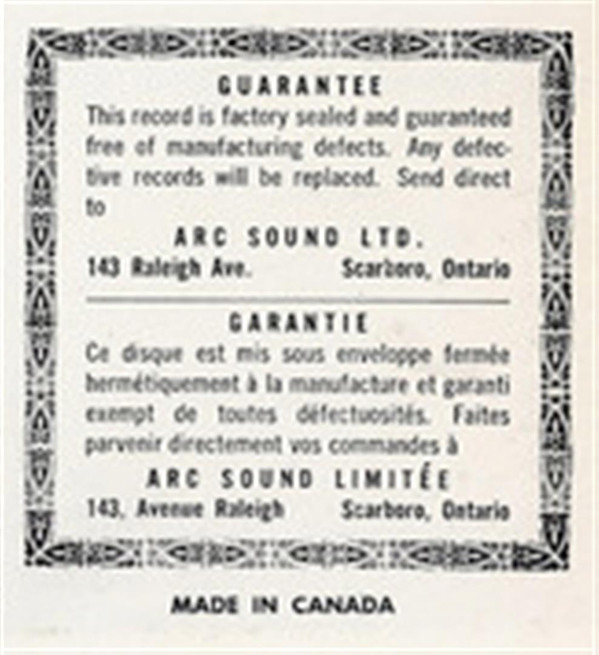 GUARANTEE
This record is factory sealed and guaranteed
free of manufacturing defects. Any defec-
tive records will be replaced. Send direct
to
ARC SOUND LTD.
143 Raleigh Ave. Scarboro, Ontario
GARANTIE
Ce disque est mis sous enveloppe fermée
hermétiquement à la manufacture et garanti
exempt de toutes défectuosités. Faites
parvenir directement vos commandes à
ARC SOUND LIMITÉE
143, Avenue Raleigh Scarboro, Ontario
MADE IN CANADA